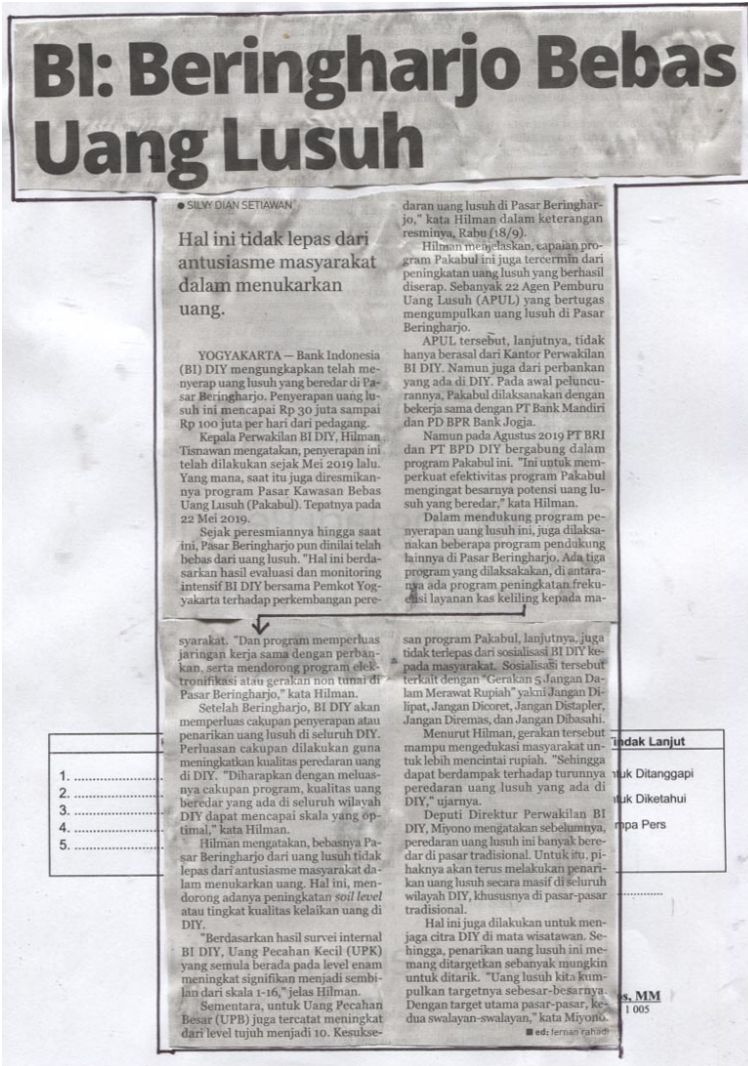 BI: Beringharjo Bebas
Uang Lusuh
● SILVY DIAN SETIAWAN
Hal ini tidak lepas dari
antusiasme masyarakat
dalam menukarkan
uang.
YOGYAKARTA — Bank Indonesia
(BI) DIY mengungkapkan telah me-
nyerap uang lusuh yang beredar di Pa-
sar Beringharjo. Penyerapan uang lu-
suh ini mencapai Rp 30 juta sampai
Rp 100 juta per hari dari pedagang.
Kepala Perwakilan BI DIY, Hilman
Tisnawan mengatakan, penyerapan ini
telah dilakukan sejak Mei 2019 lalu.
Yang mana, saat itu juga diresmikan-
nya program Pasar Kawasan Bebas
Uang Lusuh (Pakabul). Tepatnya pada
22 Mei 2019.
Sejak peresmiannya hingga saat
ini, Pasar Beringharjo pun dinilai telah
bebas dari uang lusuh. "Hal ini berda-
sarkan hasil evaluasi dan monitoring
intensif BI DIY bersama Pemkot Yog-
yakarta terhadap perkembangan pere-
daran uang lusuh di Pasar Beringhar-
jo," kata Hilman dalam keterangan
resminya, Rabu (18/9).
Hilman menjelaskan, capaian pro-
gram Pakabul ini juga tercermin dari
peningkatan uang lusuh yang berhasil
diserap. Sebanyak 22 Agen Pemburu
Uang Lusuh (APUL) yang bertugas
mengumpulkan uang lusuh di Pasar
Beringharjo.
APUL tersebut, lanjutnya, tidak
hanya berasal dari Kantor Perwakilan
BI DIY. Namun juga dari perbankan
yang ada di DIY. Pada awal peluncu-
rannya, Pakabul dilaksanakan dengan
bekerja sama dengan PT Bank Mandiri
dan PD BPR Bank Jogja.
Namun pada Agustus 2019 PT BRI
dan PT BPD DIY bergabung dalam
program Pakabul ini. "Ini untuk mem-
perkuat efektivitas program Pakabul
mengingat besarnya potensi uang lu-
suh yang beredar," kata Hilman.
Dalam mendukung program pe-
nyerapan uang lusuh ini, juga dilaksa-
nakan beberapa program pendukung
lainnya di Pasar Beringharjo. Ada tiga
program yang dilaksakakan, di antara-
nya ada program peningkatan freku-
ensi layanan kas keliling kepada ma-
syarakat. "Dan program memperluas
jaringan kerja sama dengan perban-
kan, serta mendorong program elek-
tronifikasi atau gerakan non tunai di
Pasar Beringharjo," kata Hilman.
Setelah Beringharjo, BI DIY akan
memperluas cakupan penyerapan atau
penarikan uang lusuh di seluruh DIY.
Perluasan cakupan dilakukan guna
meningkatkan kualitas peredaran uang
di DIY. "Diharapkan dengan meluas-
nya cakupan program, kualitas uang
beredar yang ada di seluruh wilayah
DIY dapat mencapai skala yang op-
timal," kata Hilman.
Hilman mengatakan, bebasnya Pa-
sar Beringharjo dari uang lusuh tidak
lepas dari antusiasme masyarakat da-
lam menukarkan uang. Hal ini, men-
dorong adanya peningkatan soil level
atau tingkat kualitas kelaikan uang di
DIY.
"Berdasarkan hasil survei internal
BI DIY, Uang Pecahan Kecil (UPK)
yang semula berada pada level enam
meningkat signifikan menjadi sembi-
lan dari skala 1-16," jelas Hilman.
Sementara, untuk Uang Pecahan
Besar (UPB) juga tercatat meningkat
dari level tujuh menjadi 10. Kesukse-
san program Pakabul, lanjutnya, juga
tidak terlepas dari sosialisasi BI DIY ke-
pada masyarakat. Sosialisasi tersebut
terkait dengan "Gerakan 5 Jangan Da-
lam Merawat Rupiah" yakni Jangan Di-
lipat, Jangan Dicoret, Jangan Distapler,
Jangan Diremas, dan Jangan Dibasahi.
Menurut Hilman, gerakan tersebut
mampu mengedukasi masyarakat un-
tuk lebih mencintai rupiah. "Sehingga
dapat berdampak terhadap turunnya
peredaran uang lusuh yang ada di
DIY," ujarnya.
Deputi Direktur Perwakilan BI
DIY, Miyono mengatakan sebelumnya,
peredaran uang lusuh ini banyak bere-
dar di pasar tradisional. Untuk itu, pi-
haknya akan terus melakukan penari-
kan uang lusuh secara masif di seluruh
wilayah DIY, khususnya di pasar-pasar
tradisional.
Hal ini juga dilakukan untuk men-
jaga citra DIY di mata wisatawan. Se-
hingga, penarikan uang lusuh ini me-
mang ditargetkan sebanyak mungkin
untuk ditarik. "Uang lusuh kita kum-
pulkan targetnya sebesar-besarnya.
Dengan target utama pasar-pasar, ke-
dua swalayan-swalayan," kata Miyono.
■ ed: fernan rahadi
1. ........................
2. ........................
3. ........................
4. ........................
5. ........................
Tindak Lanjut
tuk Ditanggapi
tuk Diketahui
mpa Pers
os, MM
1 005